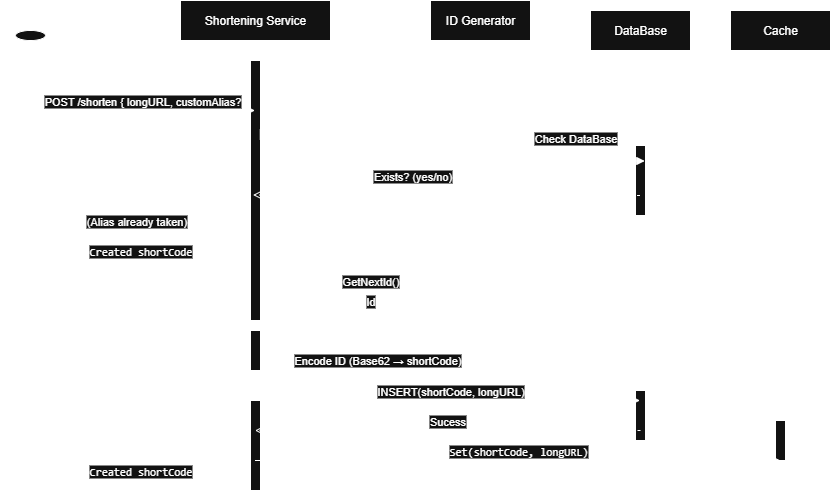 Shortening Service
ID Generator
DataBase
Cache
POST /shorten { longURL, customAlias?
Check DataBase
Exists? (yes/no)
(Alias already taken)
Created shortCode
GetNextId()
Id
Encode ID (Base62 → shortCode)
INSERT(shortCode, longURL)
Sucess
Set(shortCode, longURL)
Created shortCode